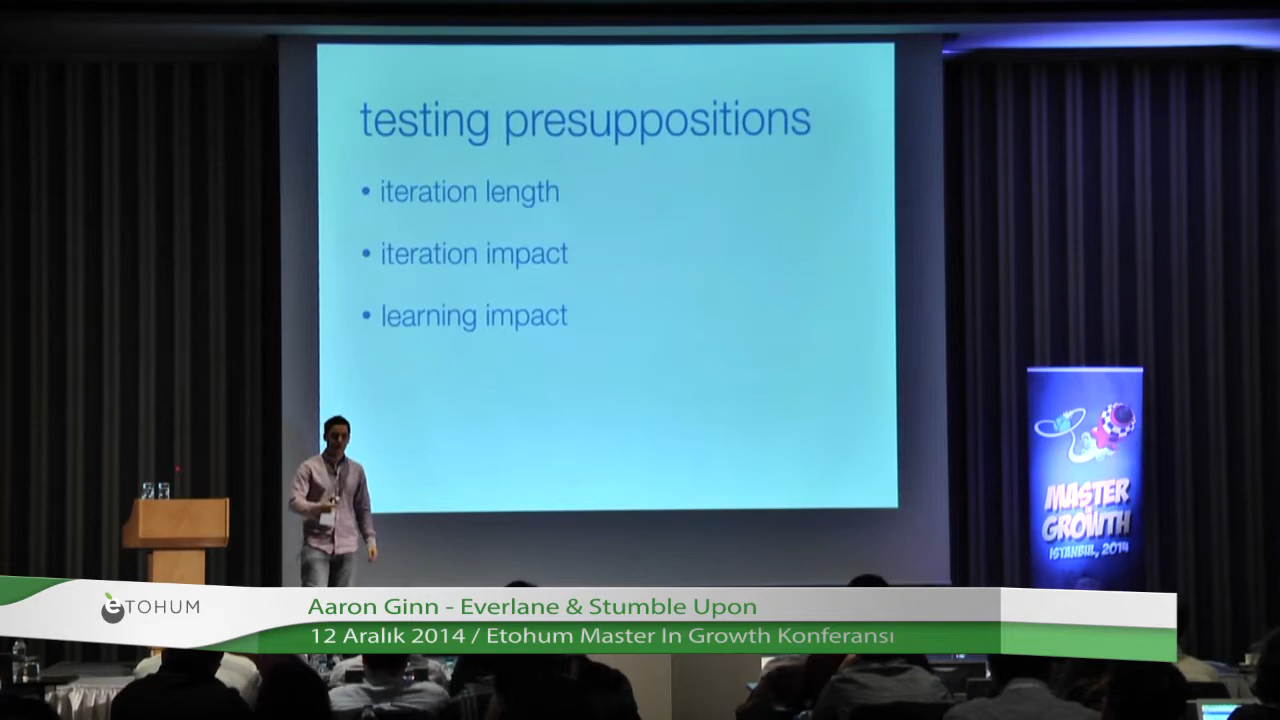 testing presuppositions
• iteration length
• iteration impact
• learning impact
MASTER
IN
GROWTH
ISTANBUL, 2014
eTOHUM
Aaron Ginn - Everlane & Stumble Upon
12 Aralık 2014 / Etohum Master In Growth Konferansı